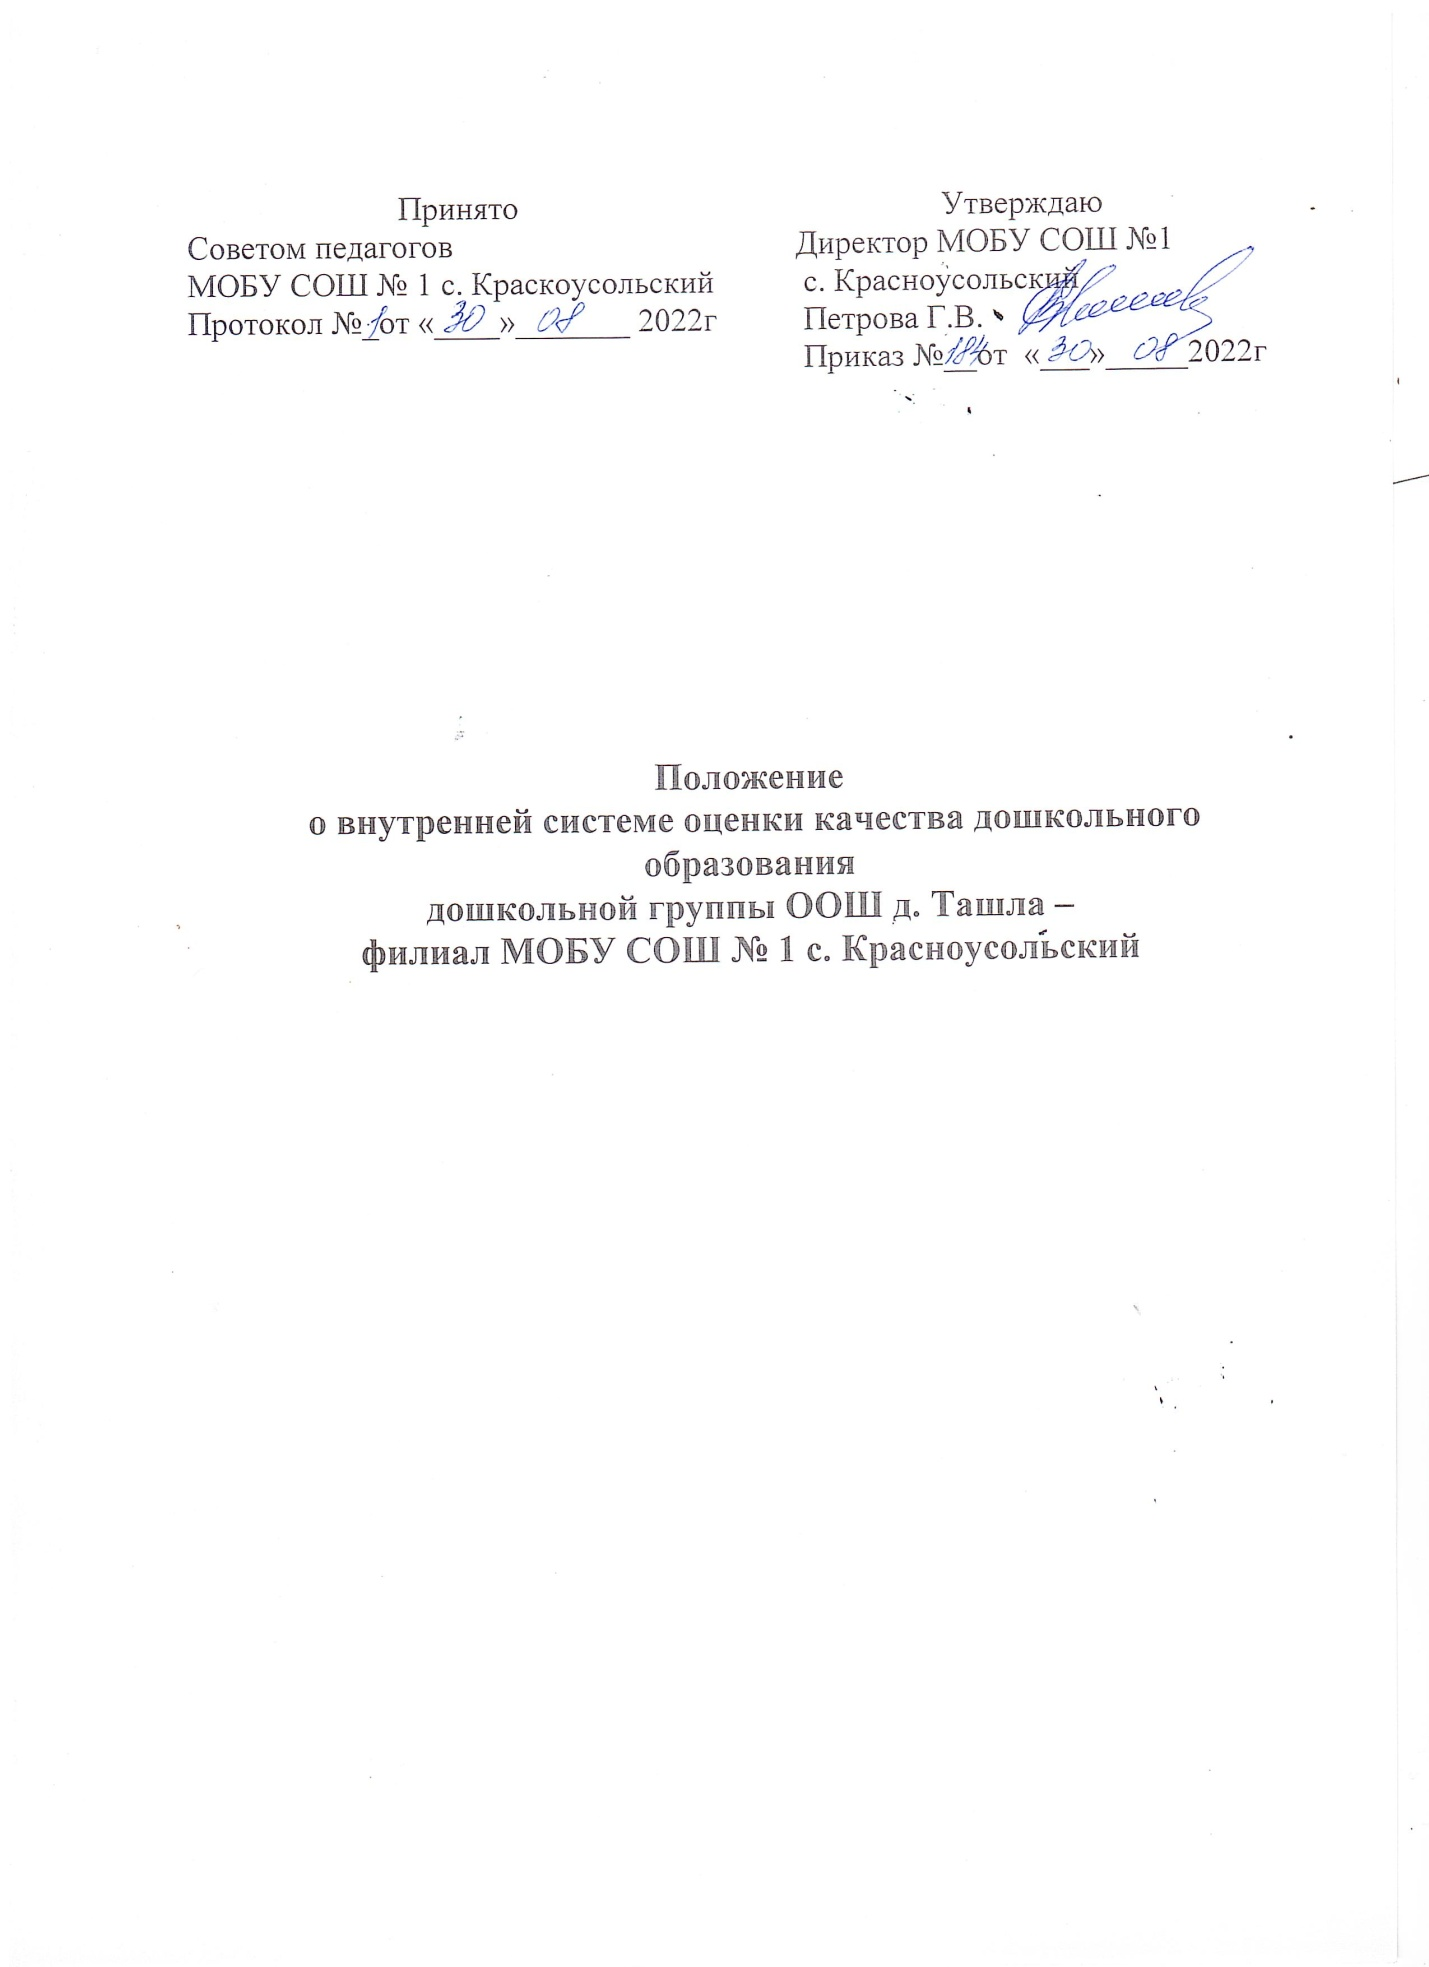 Принято
Советом педагогов
МОБУ СОШ № 1 с. Краскоусольский
Протокол № 1 от « 30 » 08 2022г
Утверждаю
Директор МОБУ СОШ №1
с. Красноусольский
Петрова Г.В.
Приказ № 184 от « 30 » 08 2022г
Положение
о внутренней системе оценки качества дошкольного
образования
дошкольной группы ООШ д. Ташла –
филиал МОБУ СОШ № 1 с. Красноусольский